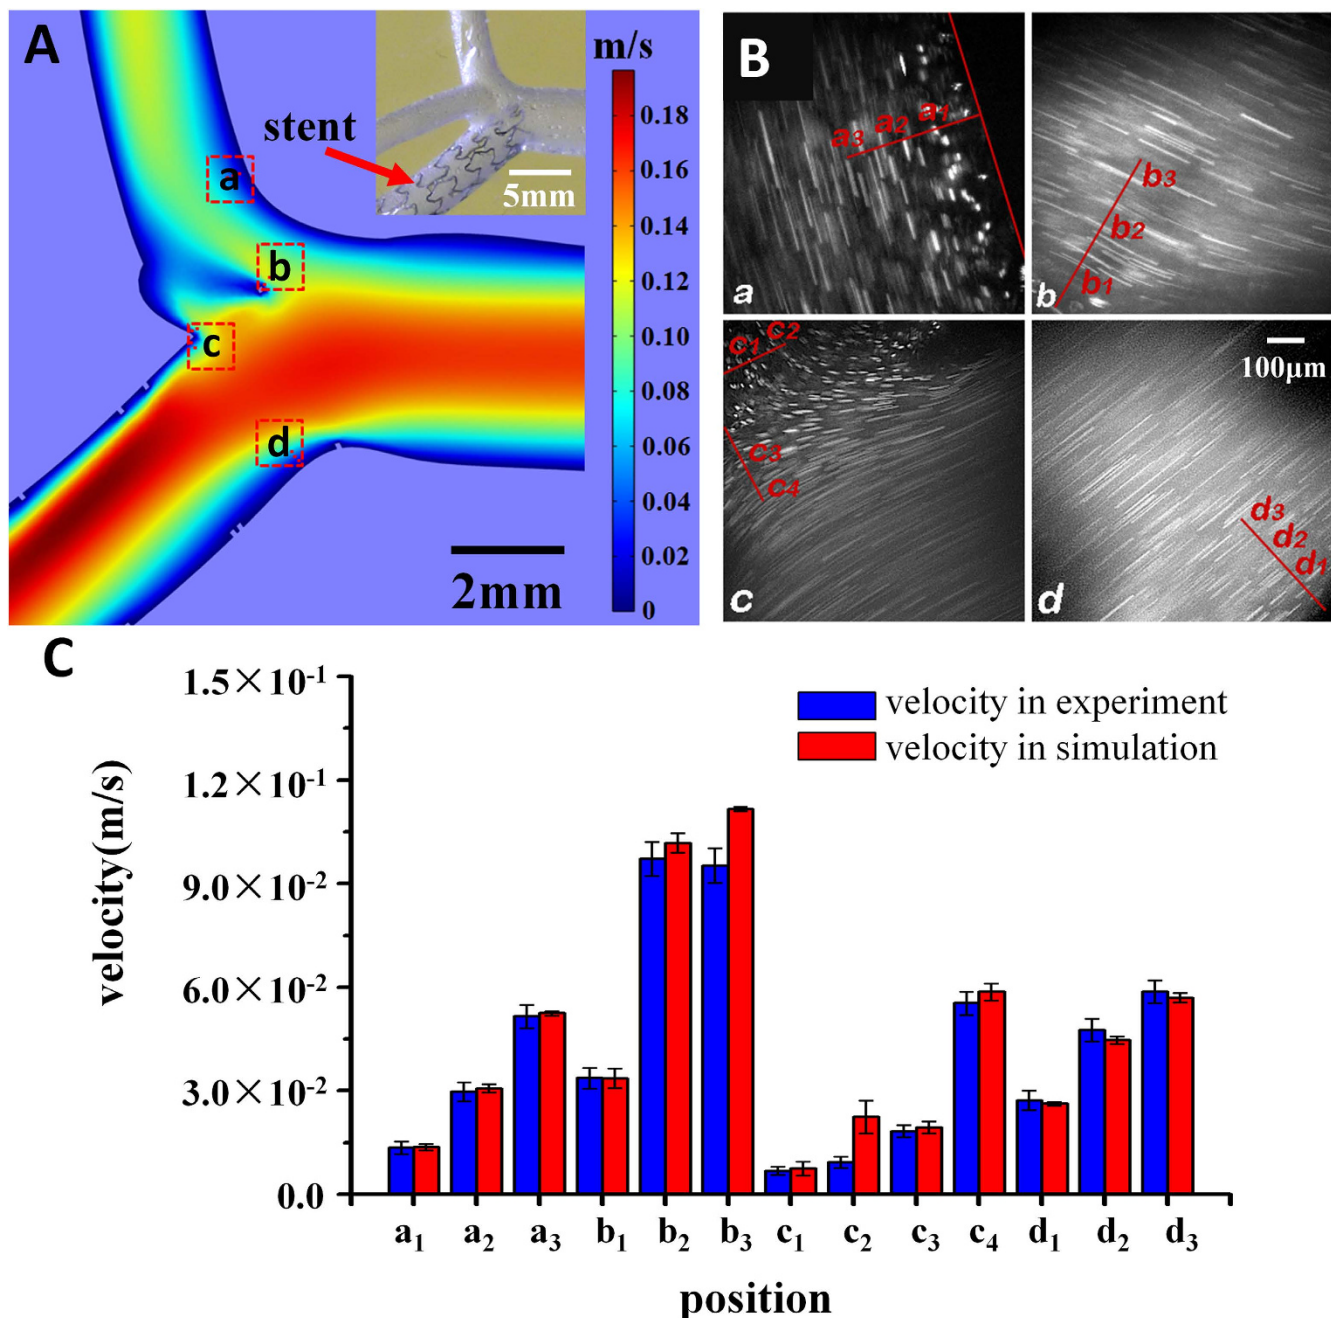 A
m/s
stent
5mm
0.18
0.16
0.14
0.12
0.10
0.08
0.06
0.04
0.02
0
a
b
c
d
2mm
B
a3 a2 a1
a
b3
b2
b1
b
c1 c2
c3
c4
c
100μm
d3
d2
d1
d
C
velocity(m/s)
1.5×10⁻¹
1.2×10⁻¹
9.0×10⁻²
6.0×10⁻²
3.0×10⁻²
0.0
velocity in experiment
velocity in simulation
a₁ a₂ a₃ b₁ b₂ b₃ c₁ c₂ c₃ c₄ d₁ d₂ d₃
position